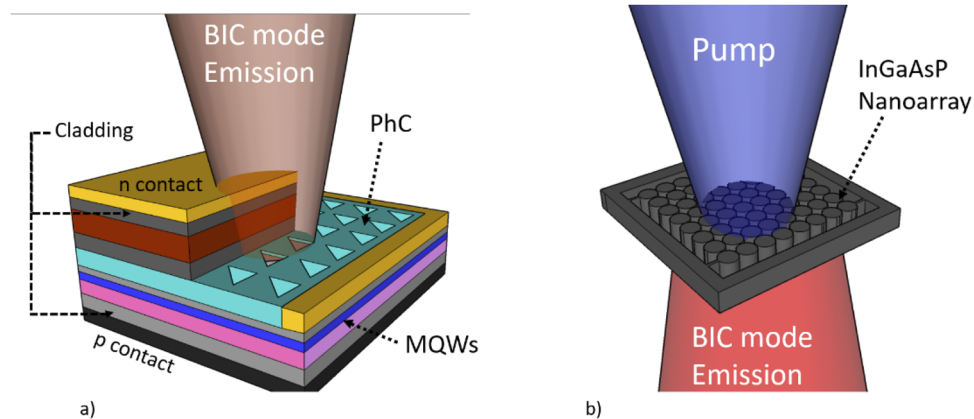 BIC mode
Emission
Cladding
PhC
n contact
p contact
MQWs
a)
Pump
InGaAsP
Nanoarray
BIC mode
Emission
b)